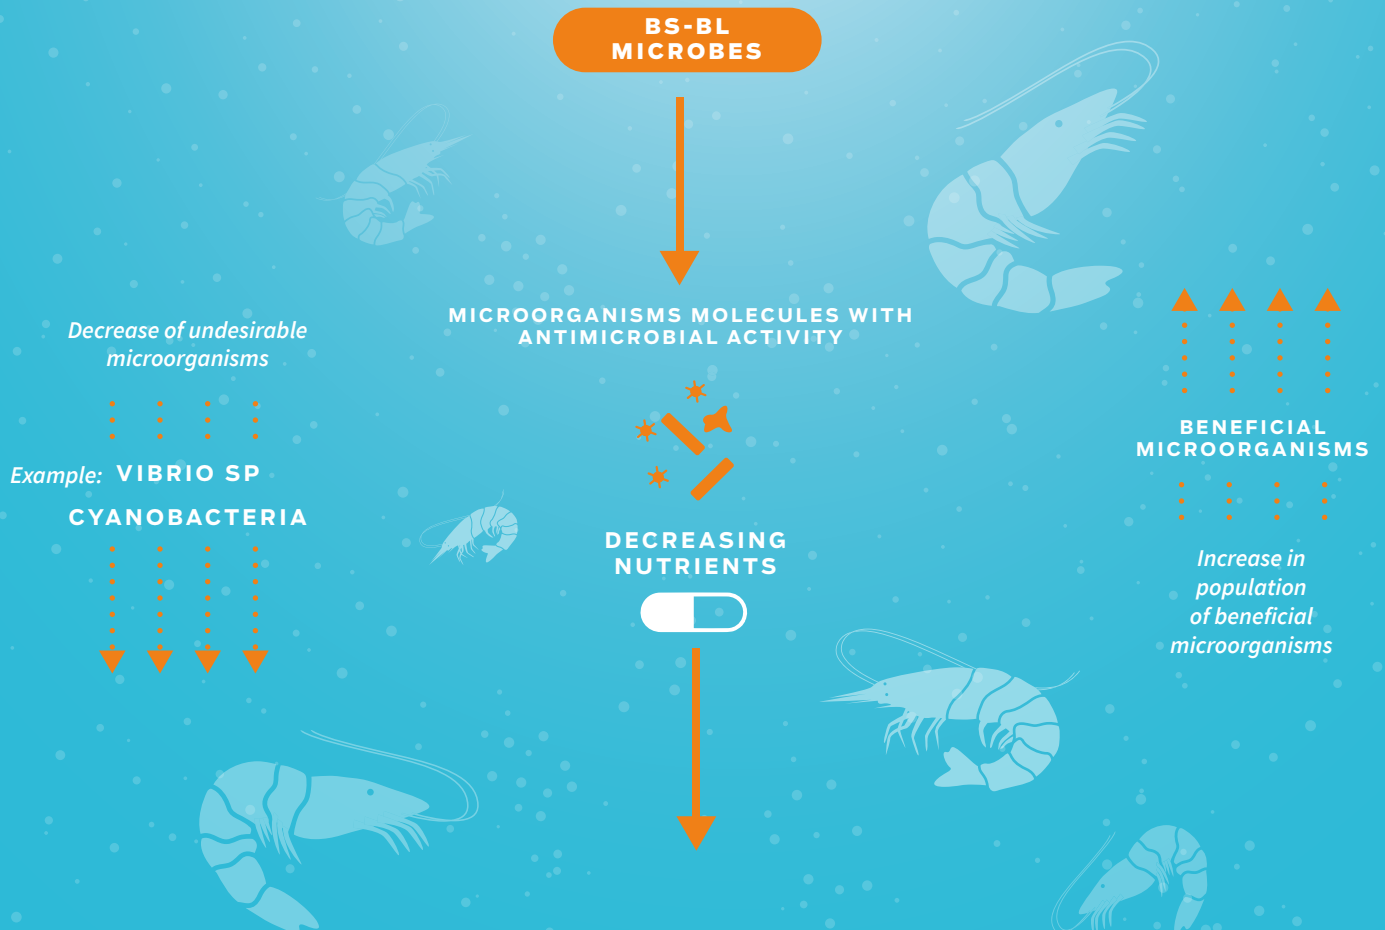 BS-BL
MICROBES
MICROORGANISMS MOLECULES WITH
ANTIMICROBIAL ACTIVITY
Decrease of undesirable
microorganisms
Example: VIBRIO SP
CYANOBACTERIA
DECREASING
NUTRIENTS
BENEFICIAL
MICROORGANISMS
Increase in
population
of beneficial
microorganisms